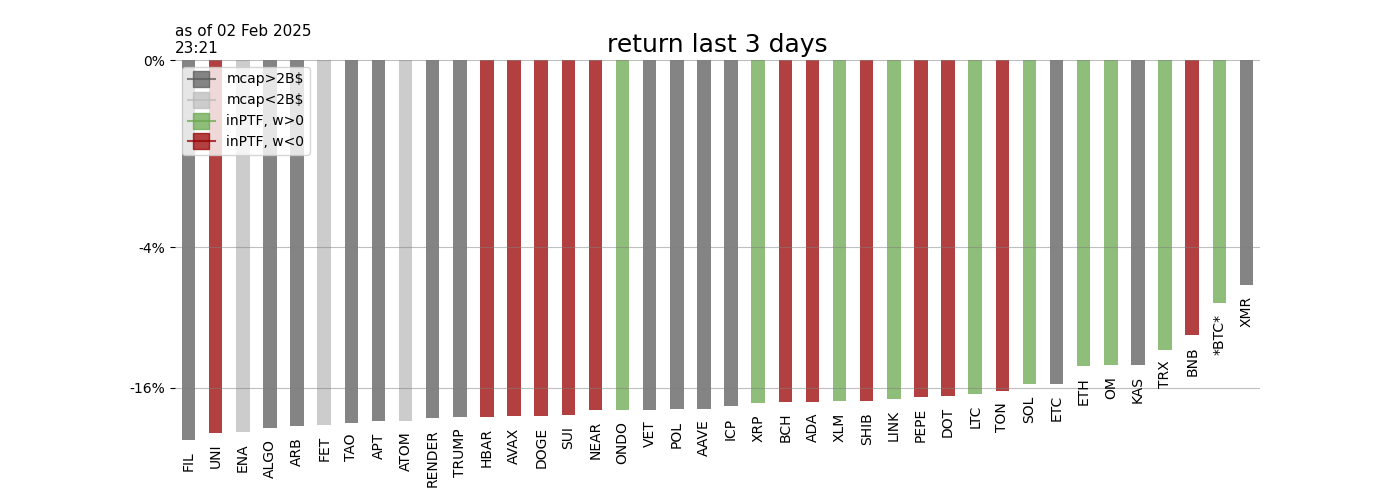 as of 02 Feb 2025
23:21
return last 3 days
0%
-4%
-16%
mcap>2B$
mcap<2B$
inPTF, w>0
inPTF, w<0
FIL
UNI
ENA
ALGO
ARB
FET
TAO
APT
ATOM
RENDER
TRUMP
HBAR
AVAX
DOGE
SUI
NEAR
ONDO
VET
POL
AAVE
ICP
XRP
BCH
ADA
XLM
SHIB
LINK
PEPE
DOT
LTC
TON
SOL
ETC
ETH
OM
KAS
TRX
BNB
*BTC*
XMR